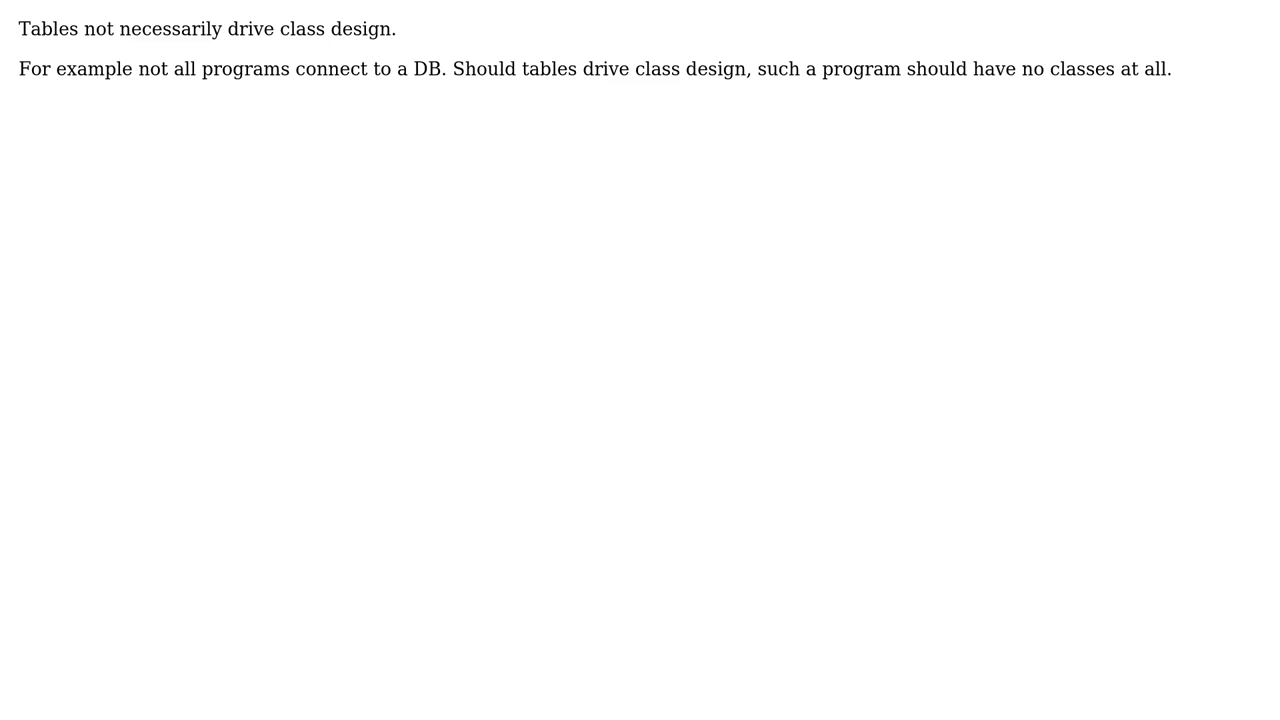 Tables not necessarily drive class design.
For example not all programs connect to a DB. Should tables drive class design, such a program should have no classes at all.